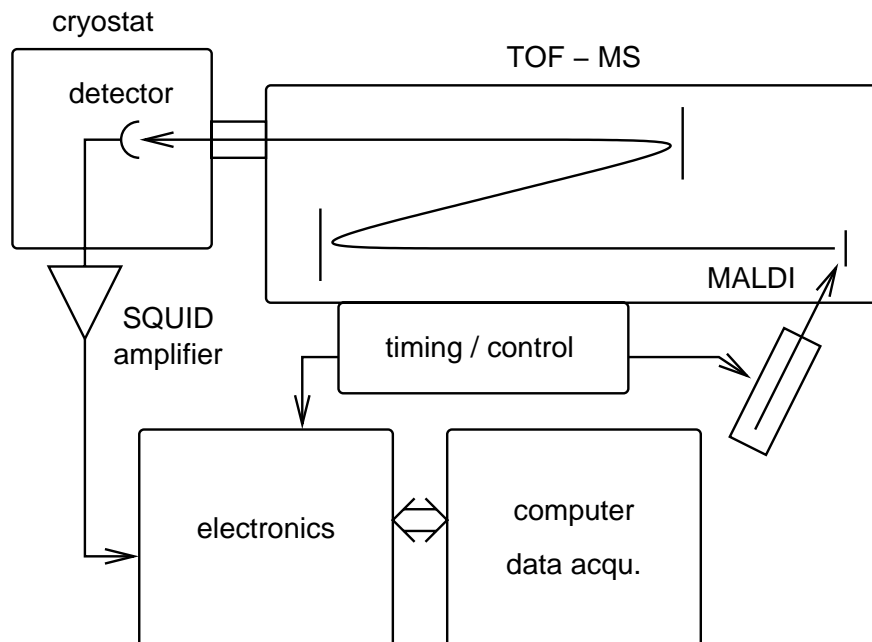 cryostat
TOF – MS
detector
MALDI
SQUID
amplifier
timing / control
electronics
computer
data acqu.